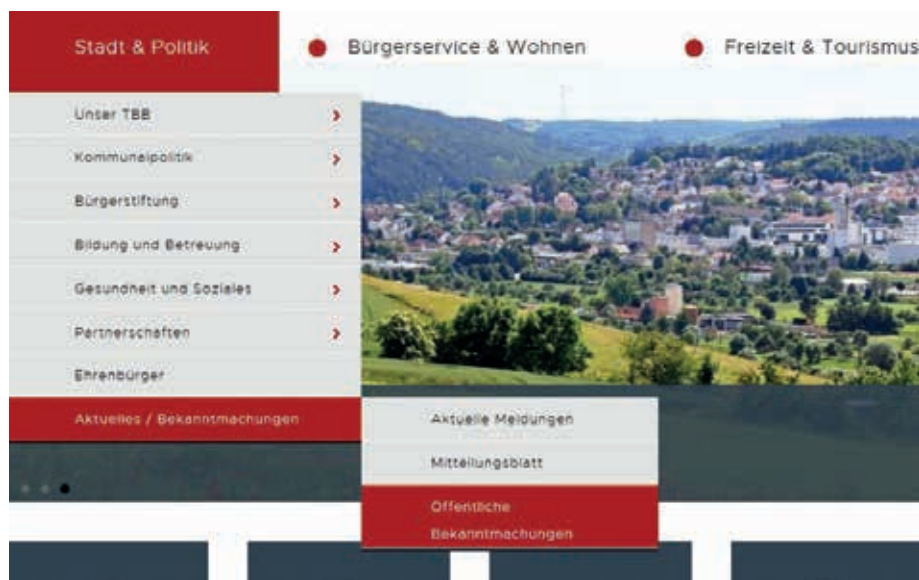 Stadt & Politik
Bürgerservice & Wohnen
Freizeit & Tourismus
Unser TBB
Kommunalpolitik
Bürgerstiftung
Bildung und Betreuung
Gesundheit und Soziales
Partnerschaften
Ehrenbürger
Aktuelles / Bekanntmachungen
Aktuelle Meldungen
Mitteilungsblatt
Öffentliche
Bekanntmachungen